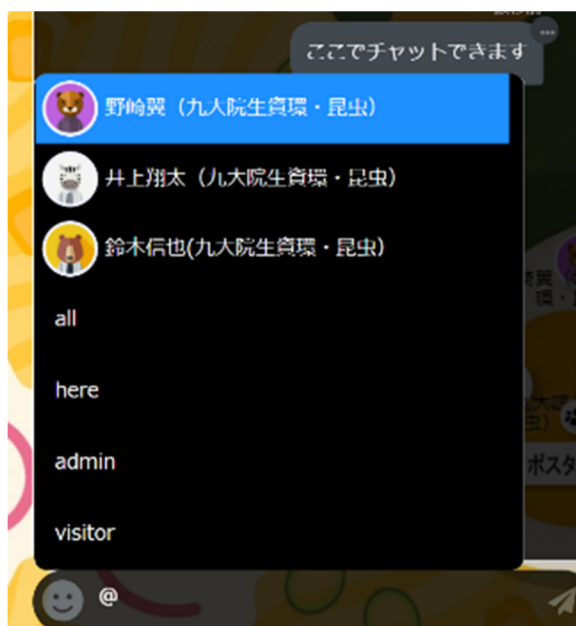 ここでチャットできます
野崎翼（九大院生資環・昆虫）
井上翔太（九大院生資環・昆虫）
鈴木信也(九大院生資環・昆虫)
all
here
admin
visitor
ポスタ
@